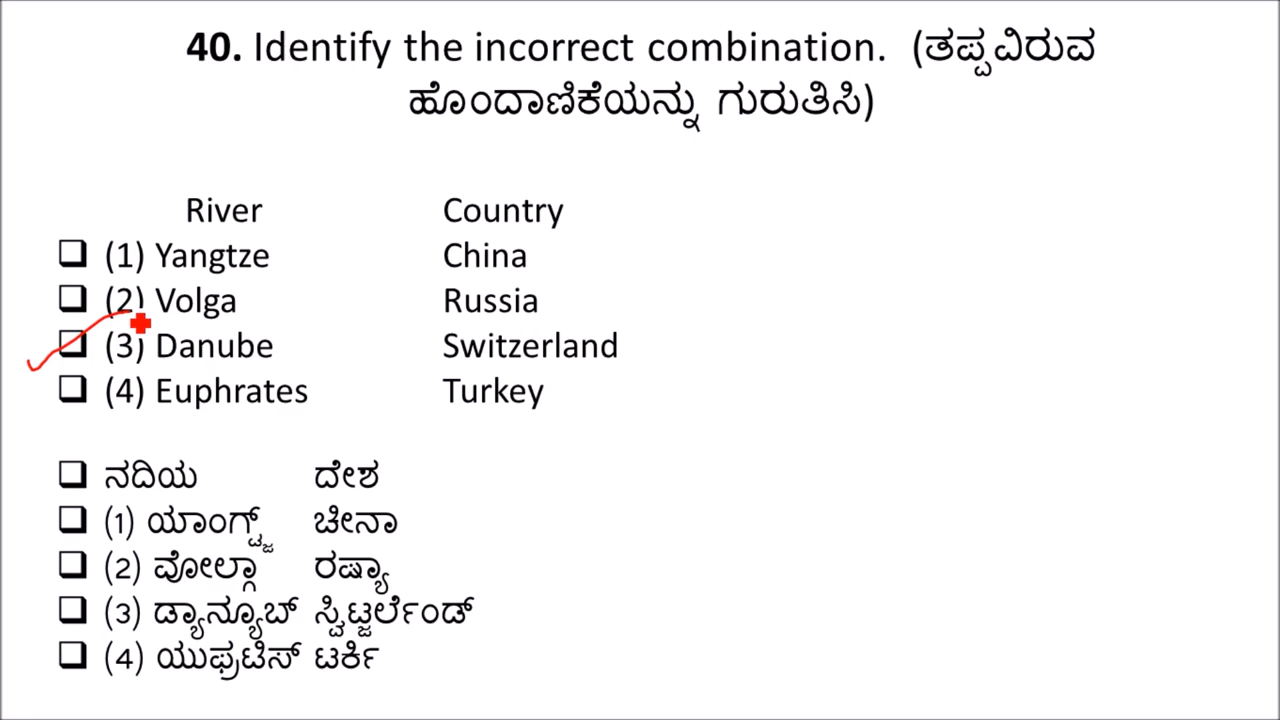 40. Identify the incorrect combination. (ತಪ್ಪವಿರುವ
ಹೊಂದಾಣಿಕೆಯನ್ನು ಗುರುತಿಸಿ)
River Country
(1) Yangtze China
(2) Volga Russia
(3) Danube Switzerland
(4) Euphrates Turkey
ನದಿಯ ದೇಶ
(1) ಯಾಂಗ್ಟ್ಜ್ ಚೀನಾ
(2) ವೋಲ್ಗಾ ರಷ್ಯಾ
(3) ಡ್ಯಾನ್ಯೂಬ್ ಸ್ವಿಟ್ಜರ್ಲೆಂಡ್
(4) ಯುಫ್ರಟಿಸ್ ಟರ್ಕಿ